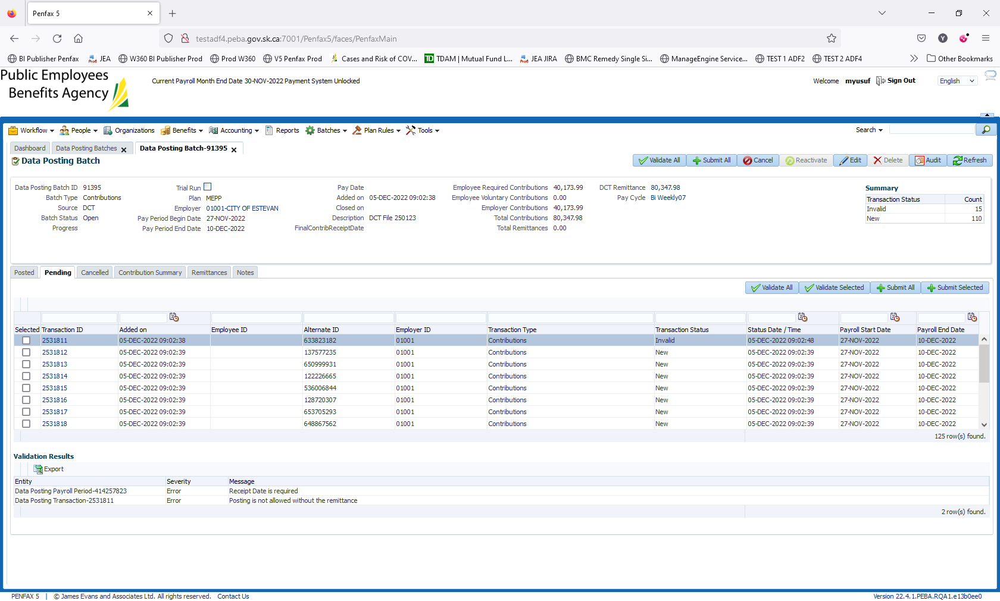 Penfax 5
testadf4.peba.gov.sk.ca:7001/Penfax5/faces/PenfaxMain
BI Publisher Penfax JEA W360 BI Publisher Prod Prod W360 V5 Penfax Prod Cases and Risk of COV... TDAM | Mutual Fund L... JEA JIRA BMC Remedy Single Si... ManageEngine Service... TEST 1 ADF2 TEST 2 ADF4 Other Bookmarks
Public Employees
Benefits Agency
Current Payroll Month End Date 30-NOV-2022 Payment System Unlocked
Welcome myusuf Sign Out English
Workflow People Organizations Benefits Accounting Reports Batches Plan Rules Tools Search
Dashboard Data Posting Batches Data Posting Batch-91395
Data Posting Batch
Validate All Submit All Cancel Reactivate Edit Delete Audit Refresh
Data Posting Batch ID 91395 Trial Run Pay Date Employee Required Contributions 40,173.99 DCT Remittance 80,347.98 Summary
Batch Type Contributions Plan MEPP Added on 05-DEC-2022 09:02:38 Employee Voluntary Contributions 0.00 Pay Cycle Bi Weekly07 Transaction Status Count
Source DCT Employer 01001-CITY OF ESTEVAN Closed on Employer Contributions 40,173.99 Invalid 15
Batch Status Open Pay Period Begin Date 27-NOV-2022 Description DCT File 250123 Total Contributions 80,347.98 New 110
Progress Pay Period End Date 10-DEC-2022 FinalContribReceiptDate Total Remittances 0.00
Posted Pending Cancelled Contribution Summary Remittances Notes
Validate All Validate Selected Submit All Submit Selected
Selected Transaction ID Added on Employee ID Alternate ID Employer ID Transaction Type Transaction Status Status Date / Time Payroll Start Date Payroll End Date
2531811 05-DEC-2022 09:02:38 633823182 01001 Contributions Invalid 05-DEC-2022 09:02:48 27-NOV-2022 10-DEC-2022
2531812 05-DEC-2022 09:02:39 137577235 01001 Contributions New 05-DEC-2022 09:02:39 27-NOV-2022 10-DEC-2022
2531813 05-DEC-2022 09:02:39 650999931 01001 Contributions New 05-DEC-2022 09:02:39 27-NOV-2022 10-DEC-2022
2531814 05-DEC-2022 09:02:39 122226665 01001 Contributions New 05-DEC-2022 09:02:39 27-NOV-2022 10-DEC-2022
2531815 05-DEC-2022 09:02:39 536006844 01001 Contributions New 05-DEC-2022 09:02:39 27-NOV-2022 10-DEC-2022
2531816 05-DEC-2022 09:02:39 128720307 01001 Contributions New 05-DEC-2022 09:02:39 27-NOV-2022 10-DEC-2022
2531817 05-DEC-2022 09:02:39 653705293 01001 Contributions New 05-DEC-2022 09:02:39 27-NOV-2022 10-DEC-2022
2531818 05-DEC-2022 09:02:39 648867562 01001 Contributions New 05-DEC-2022 09:02:39 27-NOV-2022 10-DEC-2022
125 row(s) found.
Validation Results
Export
Entity Severity Message
Data Posting Payroll Period-414257823 Error Receipt Date is required
Data Posting Transaction-2531811 Error Posting is not allowed without the remittance
2 row(s) found.
PENFAX 5 | © James Evans and Associates Ltd. All rights reserved. Contact Us Version 22.4.1.PEBA.RQA1.e13b0ee0